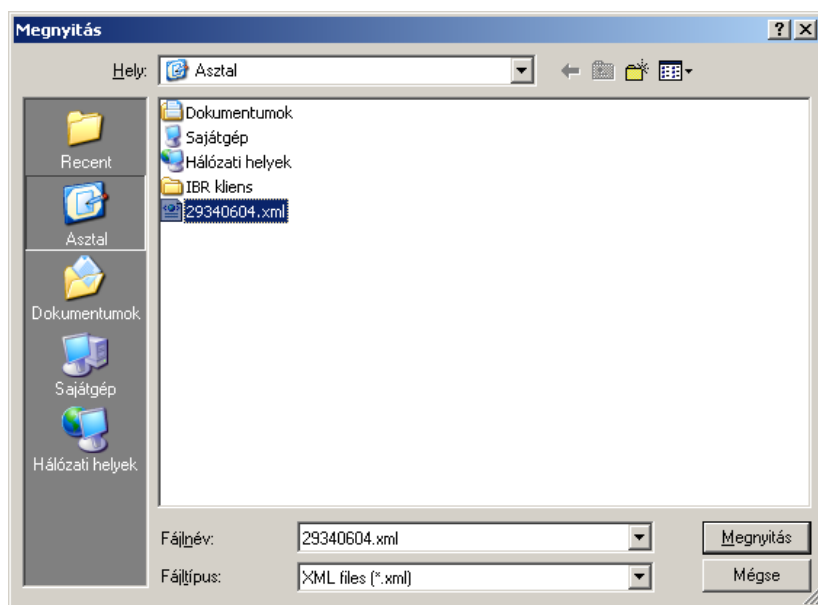 Megnyitás
Hely: Asztal
Dokumentumok
Sajátgép
Hálózati helyek
IBR kliens
29340604.xml
Recent
Asztal
Dokumentumok
Sajátgép
Hálózati helyek
Fájlnév: 29340604.xml Megnyitás
Fájltípus: XML files (*.xml) Mégse